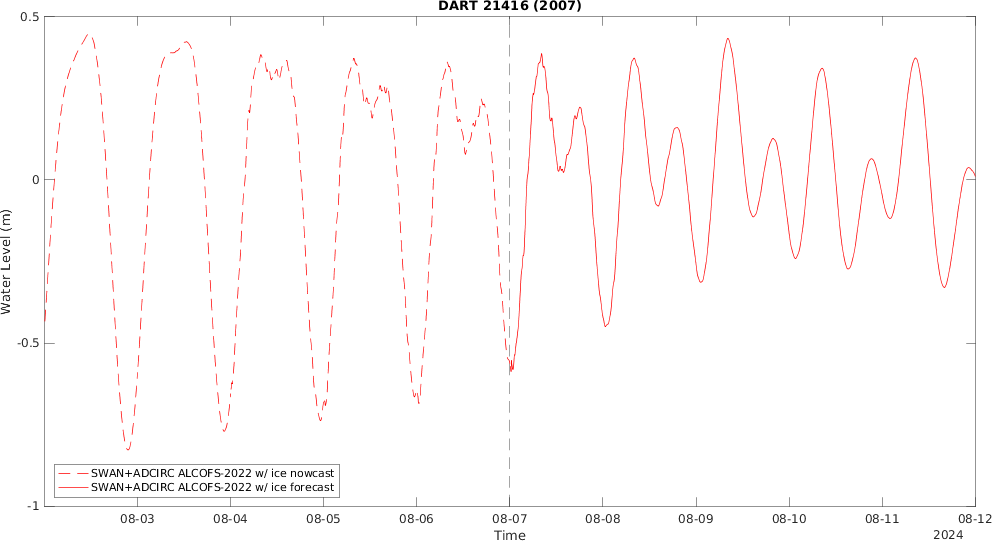 DART 21416 (2007)
0.5
0
-0.5
-1
Water Level (m)
SWAN+ADCIRC ALCOFS-2022 w/ ice nowcast
SWAN+ADCIRC ALCOFS-2022 w/ ice forecast
08-03 08-04 08-05 08-06 08-07 08-08 08-09 08-10 08-11 08-12
Time
2024